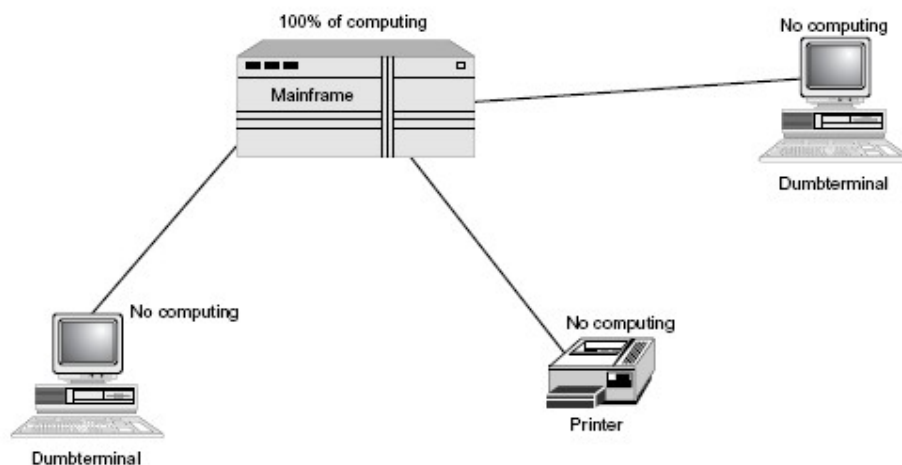 100% of computing
No computing
Mainframe
Dumbterminal
No computing
No computing
Printer
Dumbterminal